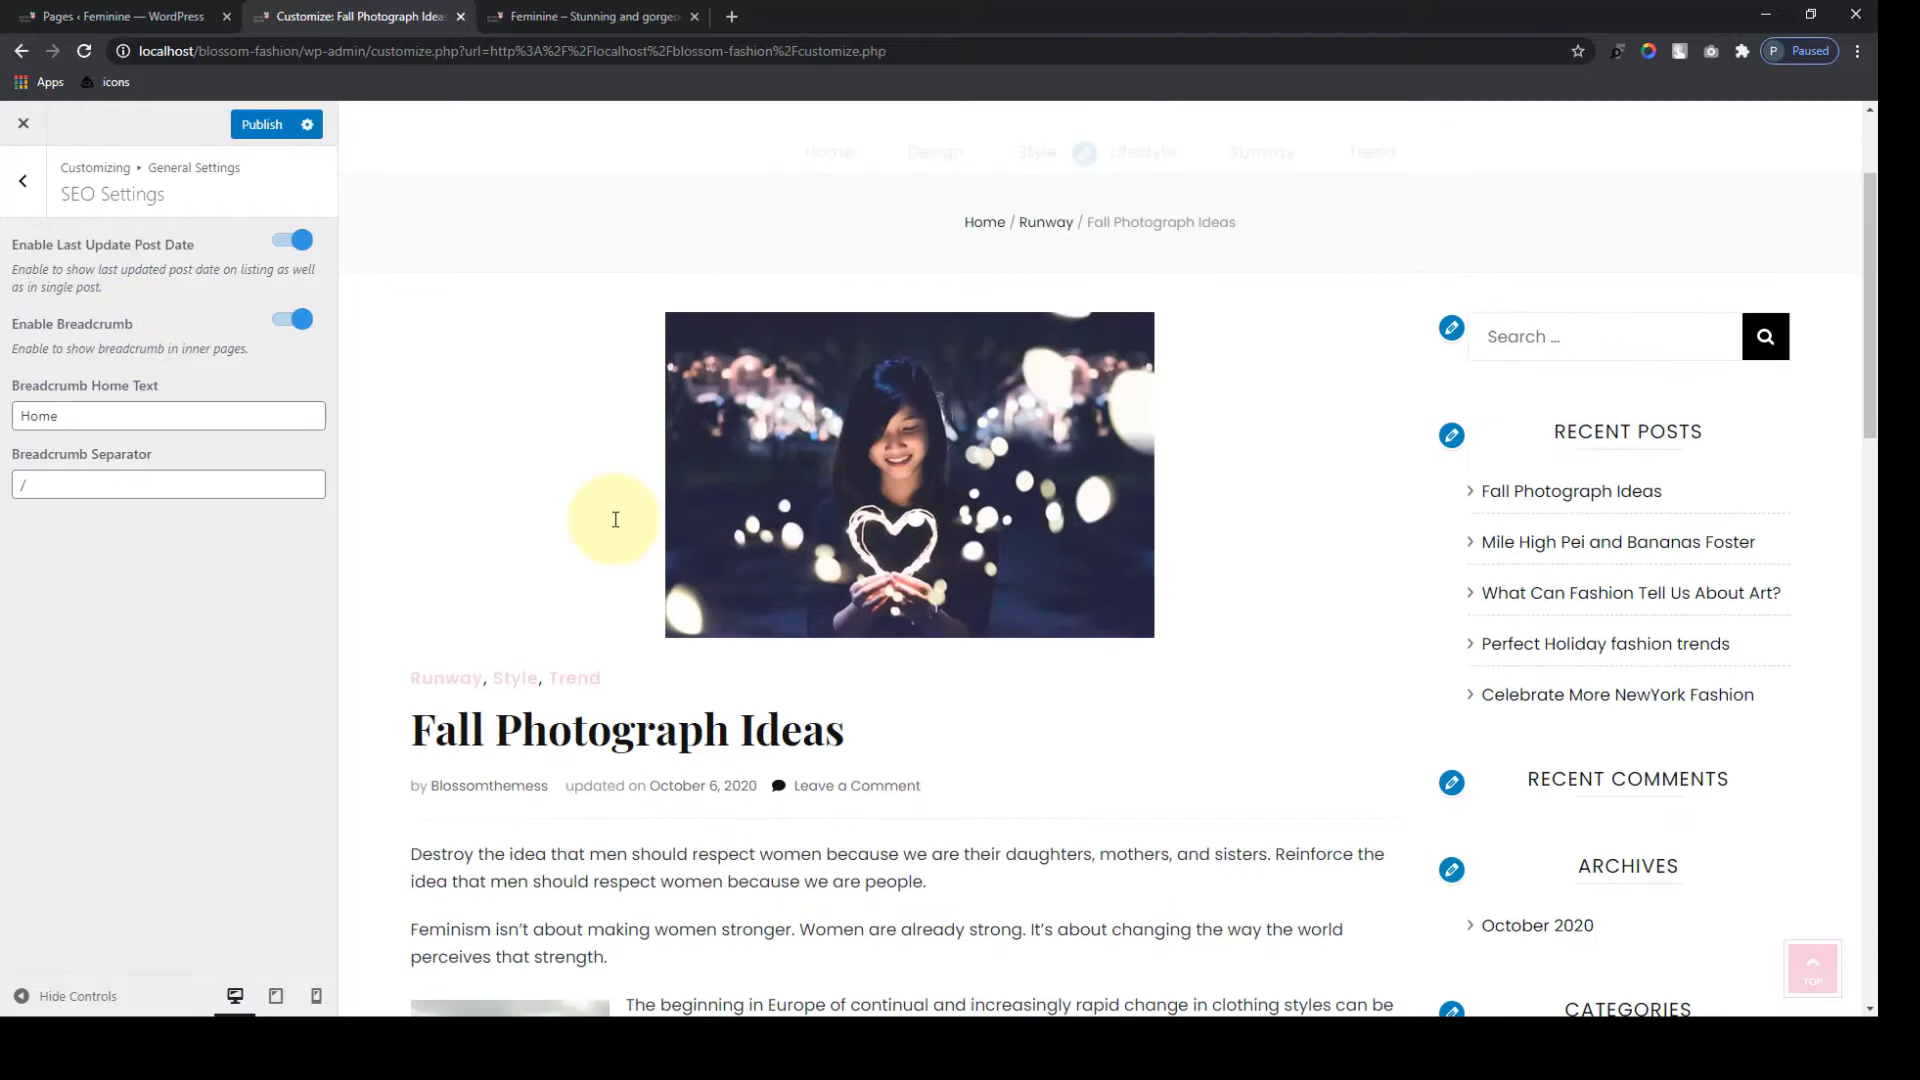 Pages ‹ Feminine — WordPress
Customize: Fall Photograph Idea
Feminine – Stunning and gorgeo
localhost/blossom-fashion/wp-admin/customize.php?url=http%3A%2F%2Flocalhost%2Fblossom-fashion%2Fcustomize.php
P Paused
Apps
icons
Publish
Customizing ▸ General Settings
SEO Settings
Enable Last Update Post Date
Enable to show last updated post date on listing as well
as in single post.
Enable Breadcrumb
Enable to show breadcrumb in inner pages.
Breadcrumb Home Text
Home
Breadcrumb Separator
/
Hide Controls
Home Design Style Lifestyle Runway Trend
Home / Runway / Fall Photograph Ideas
Runway, Style, Trend
Fall Photograph Ideas
by Blossomthemess updated on October 6, 2020 Leave a Comment
Destroy the idea that men should respect women because we are their daughters, mothers, and sisters. Reinforce the
idea that men should respect women because we are people.
Feminism isn't about making women stronger. Women are already strong. It's about changing the way the world
perceives that strength.
The beginning in Europe of continual and increasingly rapid change in clothing styles can be
Search ...
RECENT POSTS
Fall Photograph Ideas
Mile High Pei and Bananas Foster
What Can Fashion Tell Us About Art?
Perfect Holiday fashion trends
Celebrate More NewYork Fashion
RECENT COMMENTS
ARCHIVES
October 2020
CATEGORIES
TOP